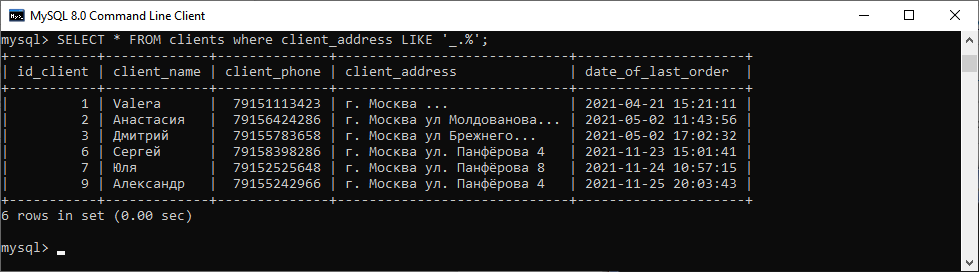 MySQL 8.0 Command Line Client
mysql> SELECT * FROM clients where client_address LIKE '_.%';
+-----------+-------------+--------------+----------------------------+---------------------+
| id_client | client_name | client_phone | client_address             | date_of_last_order  |
+-----------+-------------+--------------+----------------------------+---------------------+
|         1 | Valera      |  79151113423 | г. Москва ...              | 2021-04-21 15:21:11 |
|         2 | Анастасия   |  79156424286 | г. Москва ул Молдованова... | 2021-05-02 11:43:56 |
|         3 | Дмитрий     |  79155783658 | г. Москва ул Брежнего...   | 2021-05-02 17:02:32 |
|         6 | Сергей      |  79158398286 | г. Москва ул. Панфёрова 4  | 2021-11-23 15:01:41 |
|         7 | Юля         |  79152525648 | г. Москва ул. Панфёрова 8  | 2021-11-24 10:57:15 |
|         9 | Александр   |  79155242966 | г. Москва ул. Панфёрова 4  | 2021-11-25 20:03:43 |
+-----------+-------------+--------------+----------------------------+---------------------+
6 rows in set (0.00 sec)
mysql>